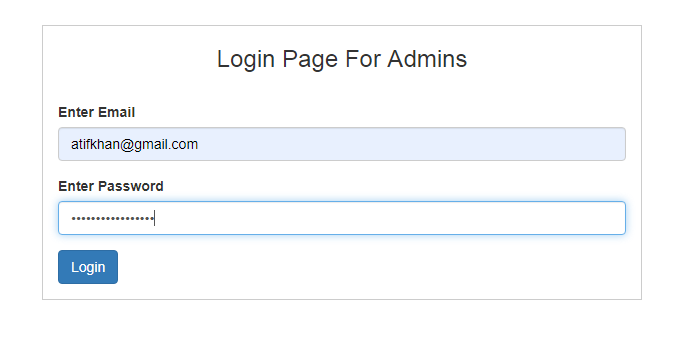 Login Page For Admins
Enter Email
atifkhan@gmail.com
Enter Password
•••••••••••••••••
Login